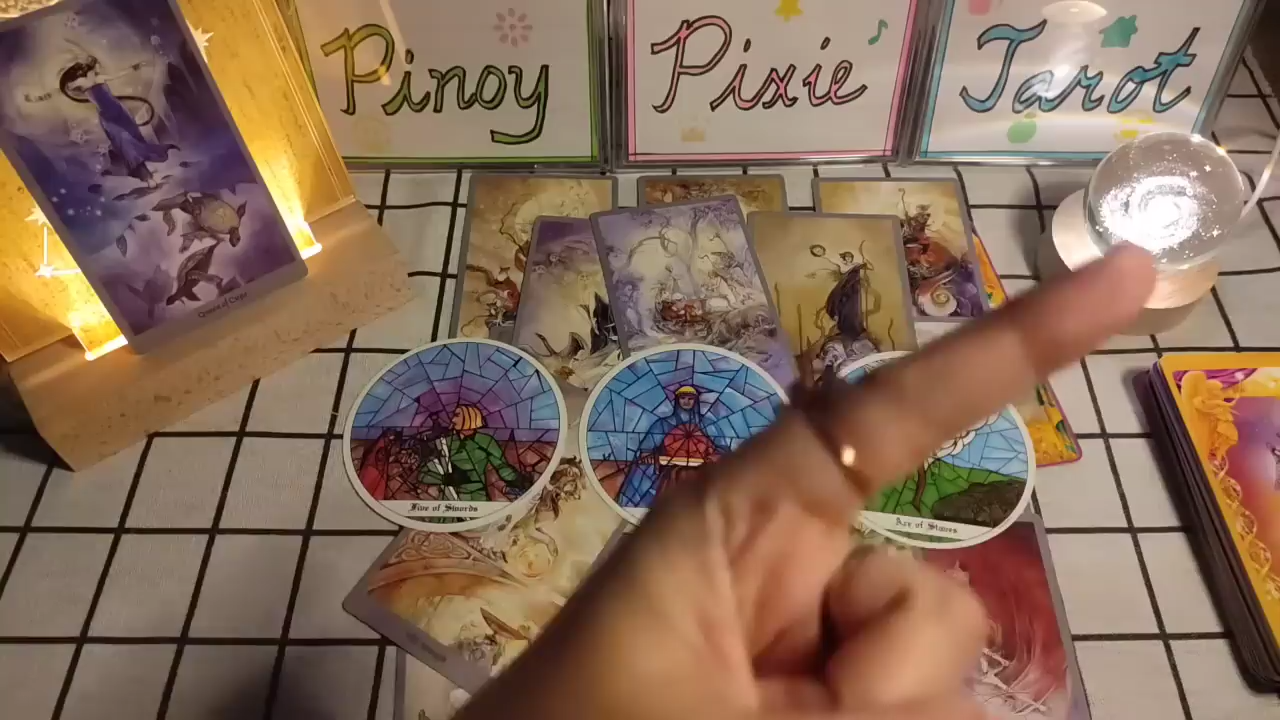 Pinoy
Pixie
Tarot
Queen of Cups
Five of Swords
Ace of Staves